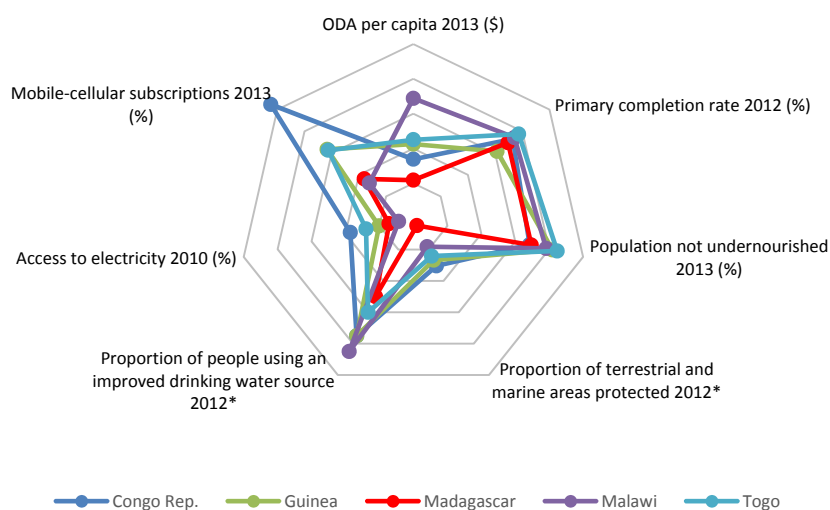 ODA per capita 2013 ($)
Mobile-cellular subscriptions 2013
(%)
Primary completion rate 2012 (%)
Access to electricity 2010 (%)
Population not undernourished
2013 (%)
Proportion of people using an
improved drinking water source
2012*
Proportion of terrestrial and
marine areas protected 2012*
Congo Rep. Guinea Madagascar Malawi Togo